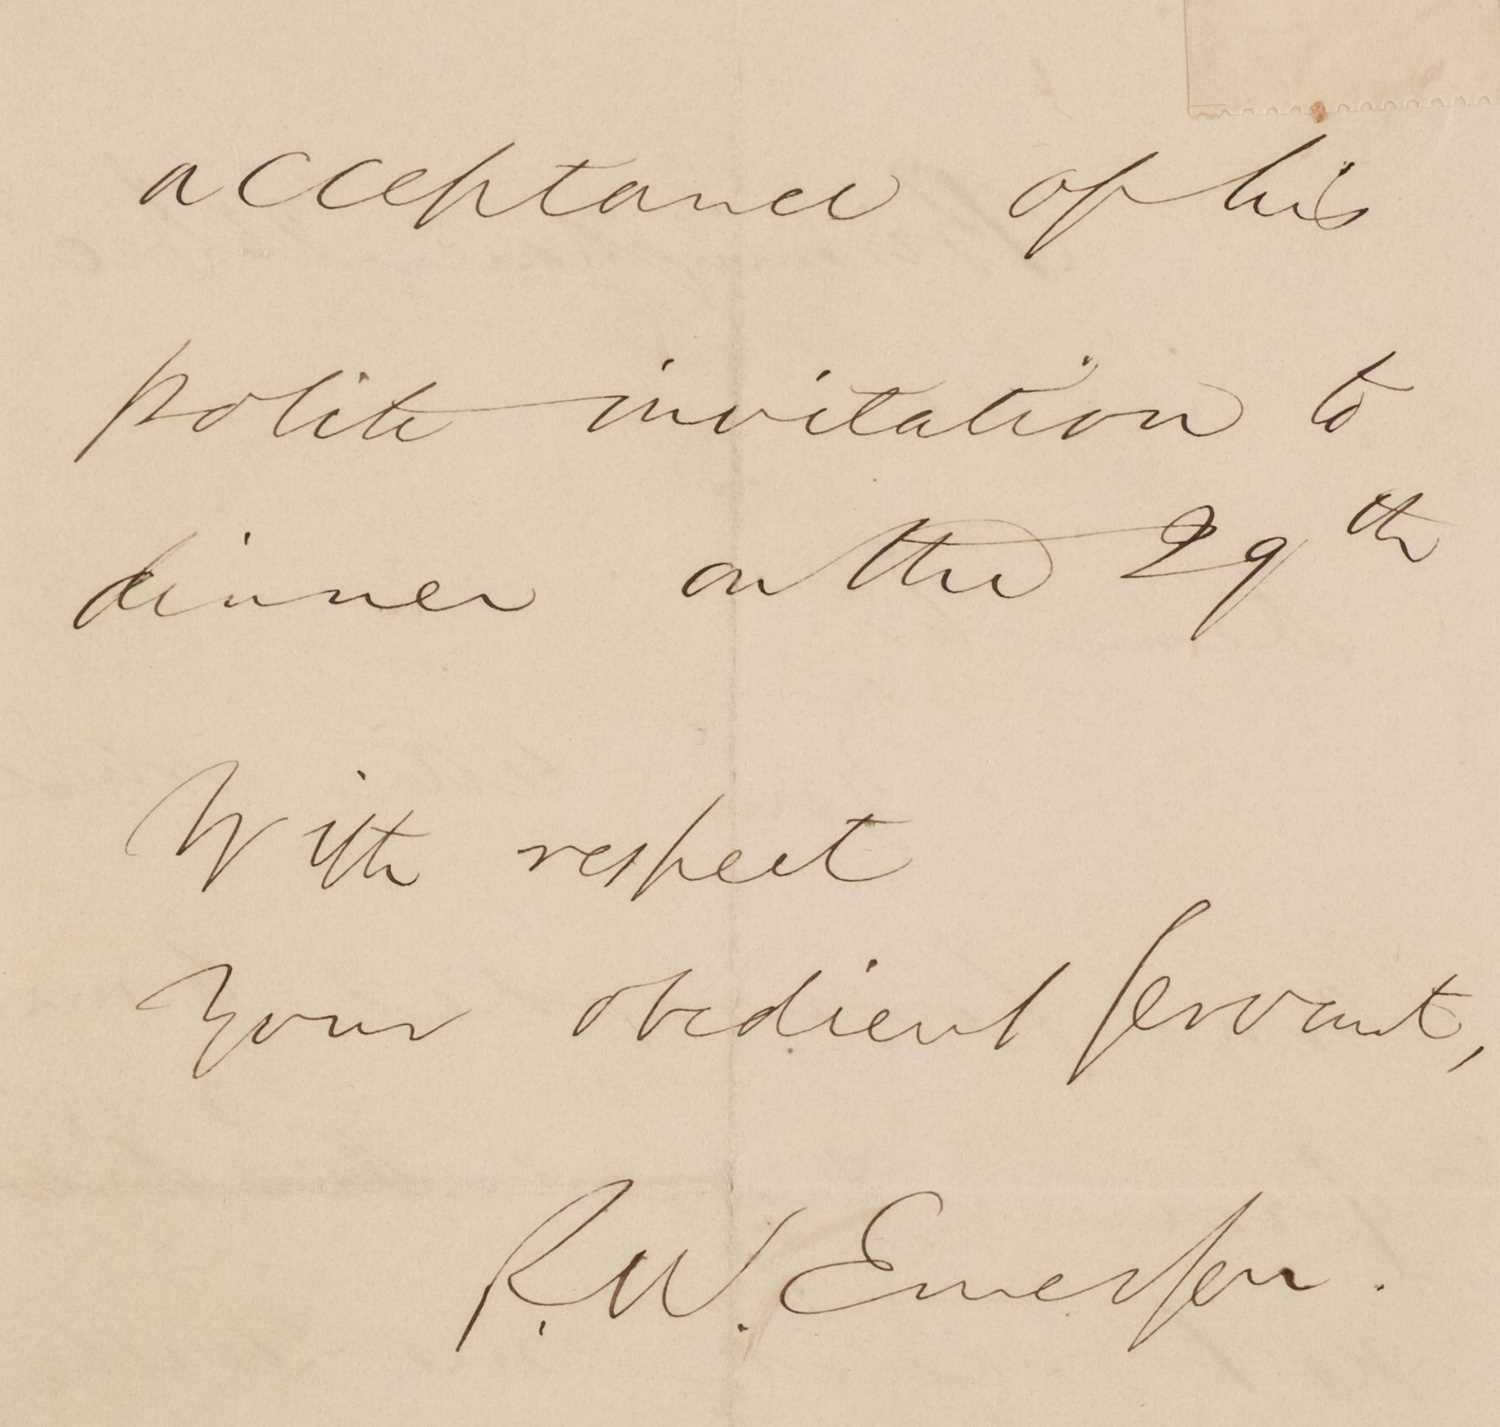 acceptance of his
polite invitation to
dinner on the 29th
With respect
Your obedient servant,
R. W. Emerson.